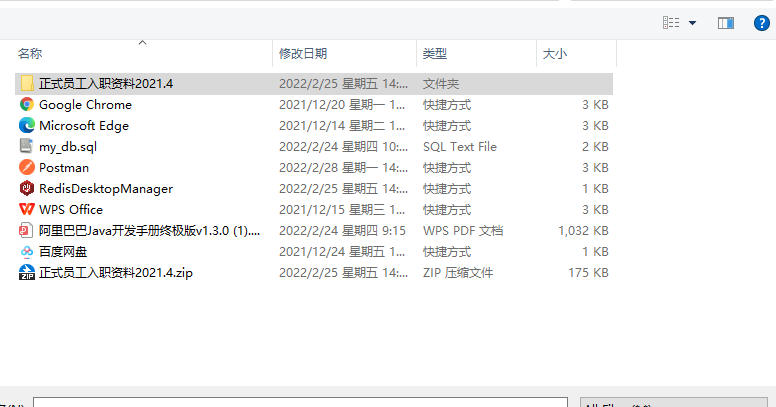 名称 修改日期 类型 大小
正式员工入职资料2021.4 2022/2/25 星期五 14:... 文件夹
Google Chrome 2021/12/20 星期一 1... 快捷方式 3 KB
Microsoft Edge 2021/12/14 星期二 1... 快捷方式 3 KB
my_db.sql 2022/2/24 星期四 10:... SQL Text File 2 KB
Postman 2022/2/28 星期一 14:... 快捷方式 3 KB
RedisDesktopManager 2022/2/25 星期五 14:... 快捷方式 1 KB
WPS Office 2021/12/15 星期三 1... 快捷方式 3 KB
阿里巴巴Java开发手册终极版v1.3.0 (1).... 2022/2/24 星期四 9:15 WPS PDF 文档 1,032 KB
百度网盘 2021/12/24 星期五 1... 快捷方式 1 KB
ZIP 正式员工入职资料2021.4.zip 2022/2/25 星期五 14:... ZIP 压缩文件 175 KB